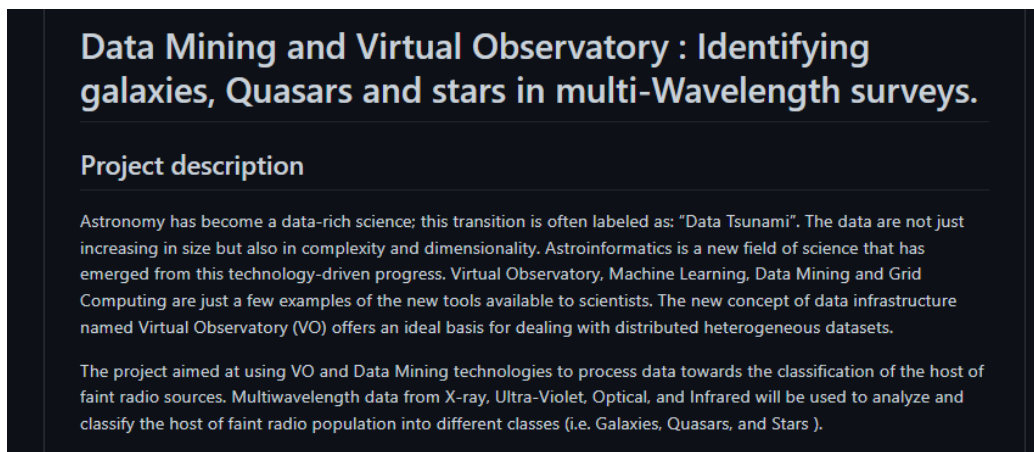 Data Mining and Virtual Observatory : Identifying
galaxies, Quasars and stars in multi-Wavelength surveys.
Project description
Astronomy has become a data-rich science; this transition is often labeled as: “Data Tsunami”. The data are not just
increasing in size but also in complexity and dimensionality. Astroinformatics is a new field of science that has
emerged from this technology-driven progress. Virtual Observatory, Machine Learning, Data Mining and Grid
Computing are just a few examples of the new tools available to scientists. The new concept of data infrastructure
named Virtual Observatory (VO) offers an ideal basis for dealing with distributed heterogeneous datasets.
The project aimed at using VO and Data Mining technologies to process data towards the classification of the host of
faint radio sources. Multiwavelength data from X-ray, Ultra-Violet, Optical, and Infrared will be used to analyze and
classify the host of faint radio population into different classes (i.e. Galaxies, Quasars, and Stars ).